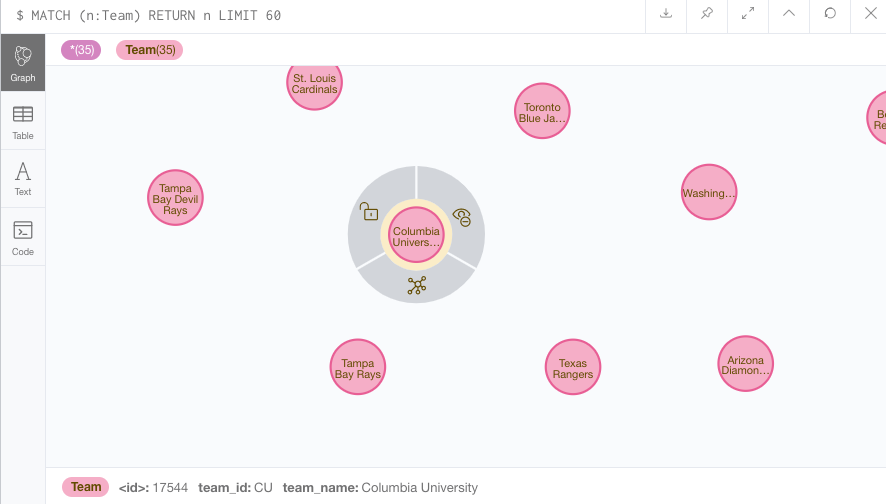 $ MATCH (n:Team) RETURN n LIMIT 60
*(35) Team(35)
Graph
Table
Text
Code
St. Louis
Cardinals
Toronto
Blue Ja…
Be
Re
Tampa
Bay Devil
Rays
Washing…
Columbia
Univers…
Tampa
Bay Rays
Texas
Rangers
Arizona
Diamon…
Team <id>: 17544 team_id: CU team_name: Columbia University